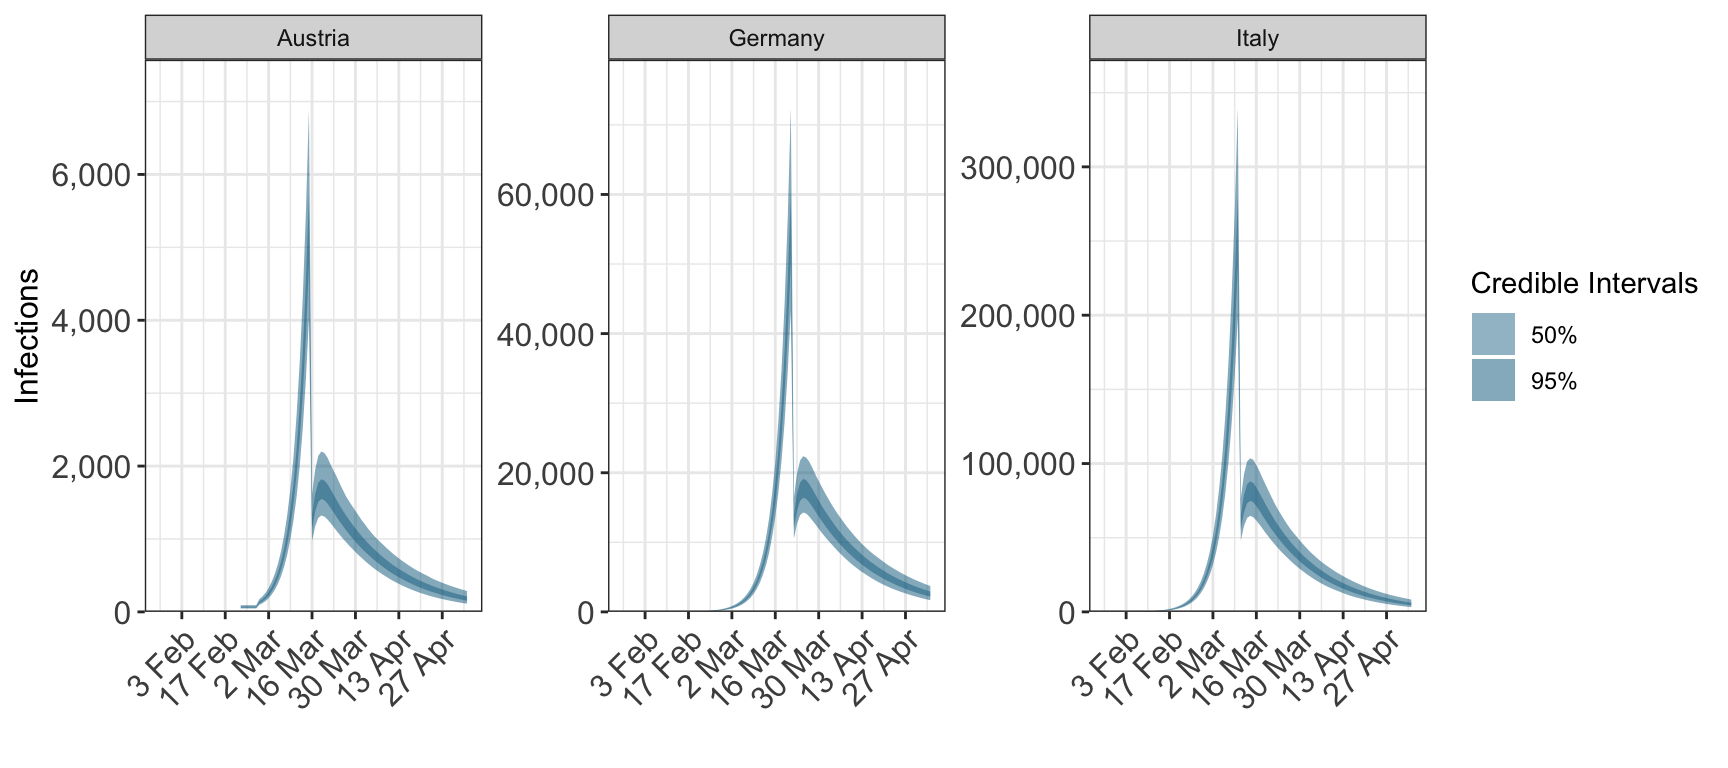 Austria
Germany
Italy
Infections
6,000
4,000
2,000
0
3 Feb
17 Feb
2 Mar
16 Mar
30 Mar
13 Apr
27 Apr
60,000
40,000
20,000
0
3 Feb
17 Feb
2 Mar
16 Mar
30 Mar
13 Apr
27 Apr
300,000
200,000
100,000
0
3 Feb
17 Feb
2 Mar
16 Mar
30 Mar
13 Apr
27 Apr
Credible Intervals
50%
95%